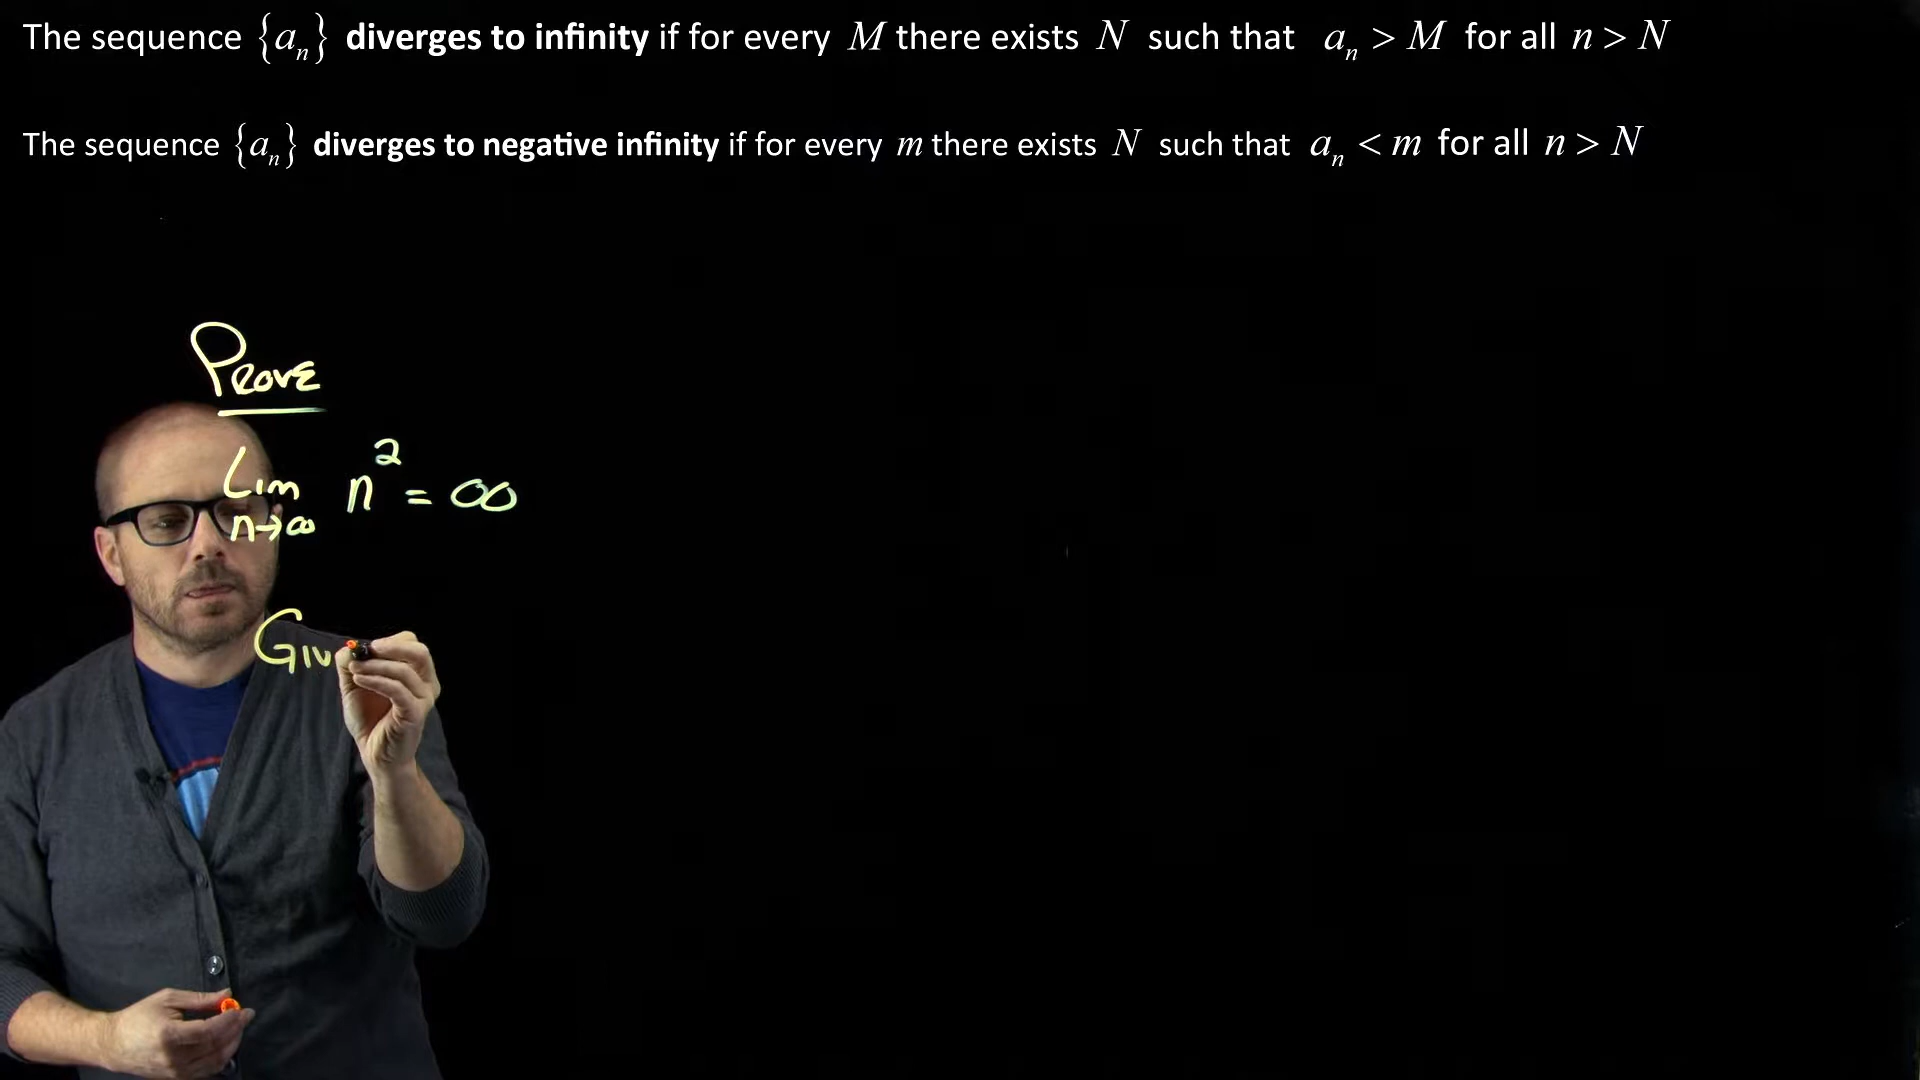 The sequence {aₙ} diverges to infinity if for every M there exists N such that aₙ > M for all n > N
The sequence {aₙ} diverges to negative infinity if for every m there exists N such that aₙ < m for all n > N
Prove
Lim n² = ∞
n→∞
Giv